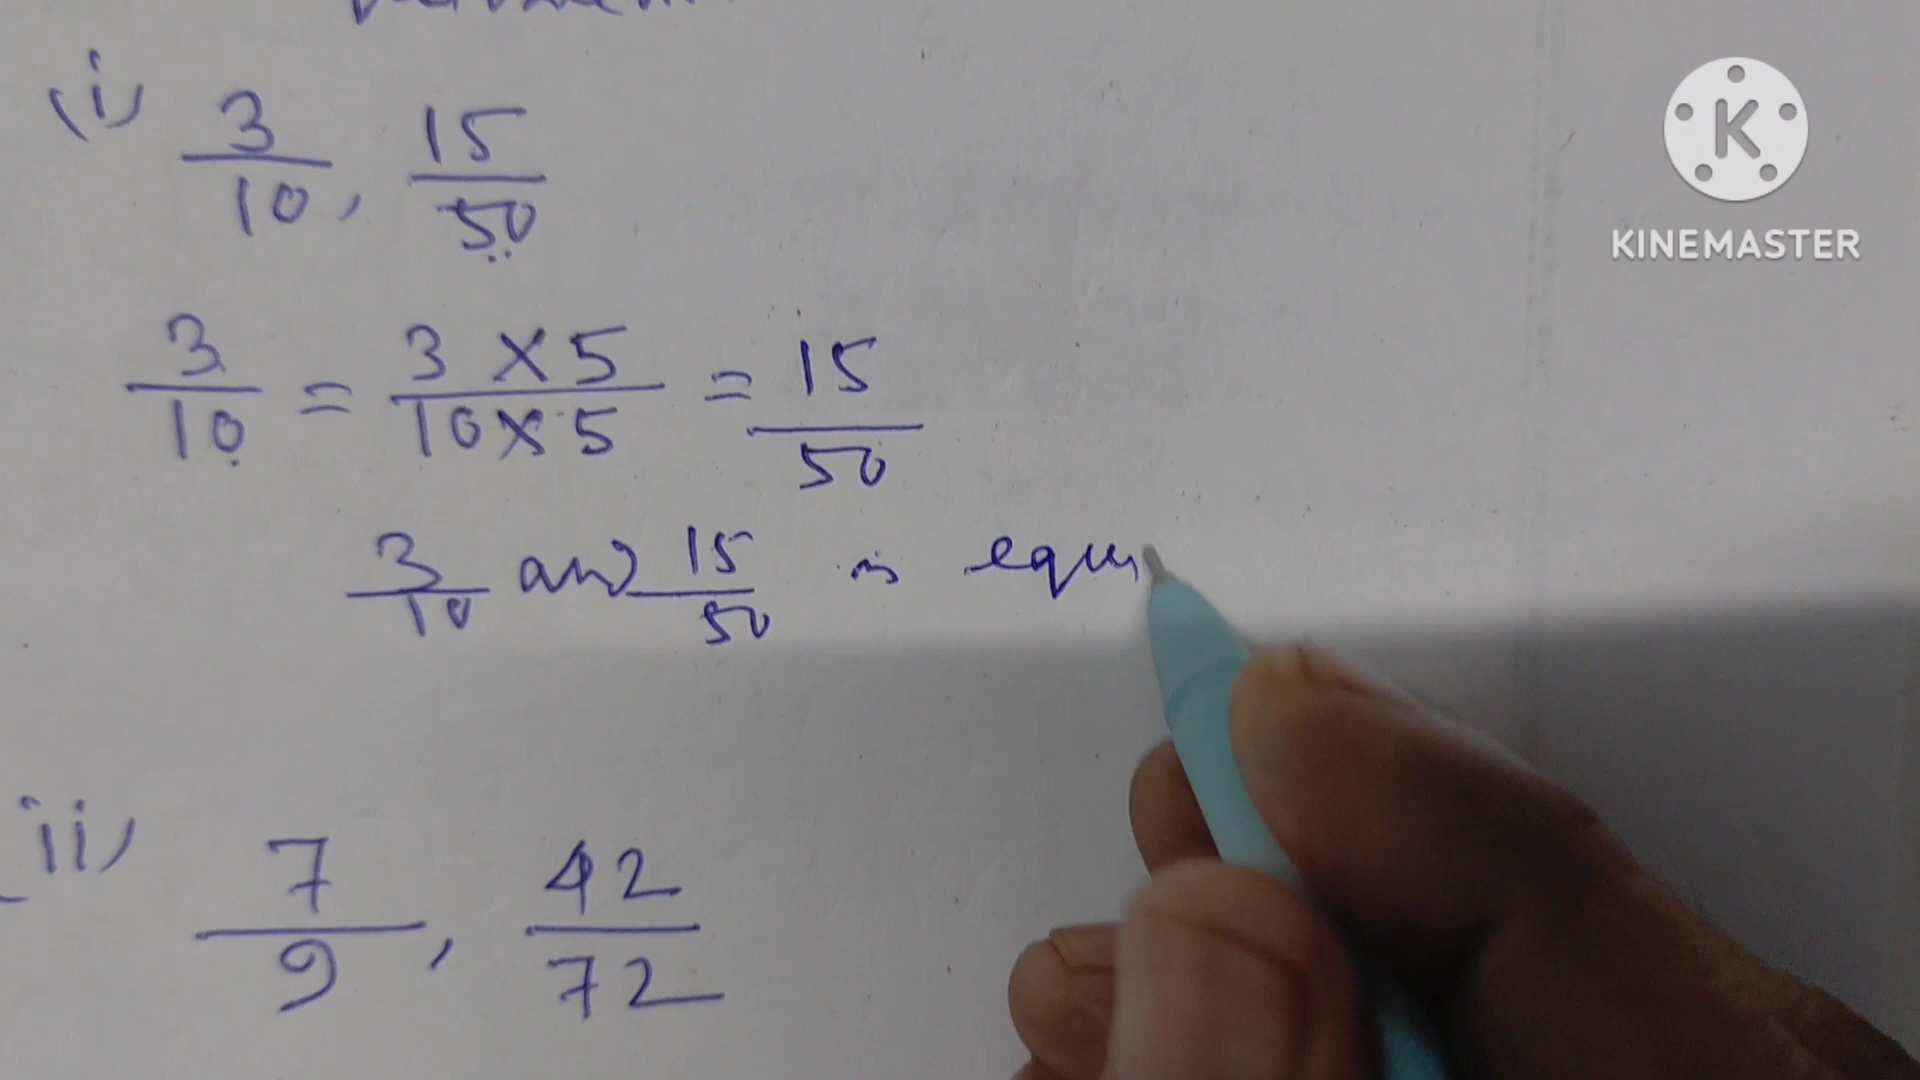 (i) 3/10, 15/50
3/10 = 3 X 5/10 X 5 = 15/50
3/10 and 15/50 is equi
ii) 7/9, 42/72
K
KINEMASTER